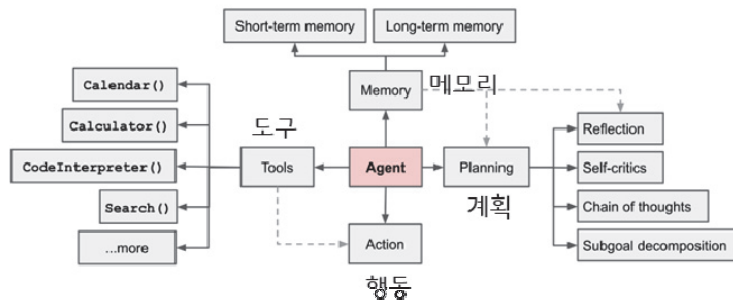 Short-term memory
Long-term memory
Calendar()
Memory
메모리
Calculator()
도구
Reflection
CodeInterpreter()
Tools
Agent
Planning
Self-critics
계획
Search()
Chain of thoughts
...more
Action
Subgoal decomposition
행동